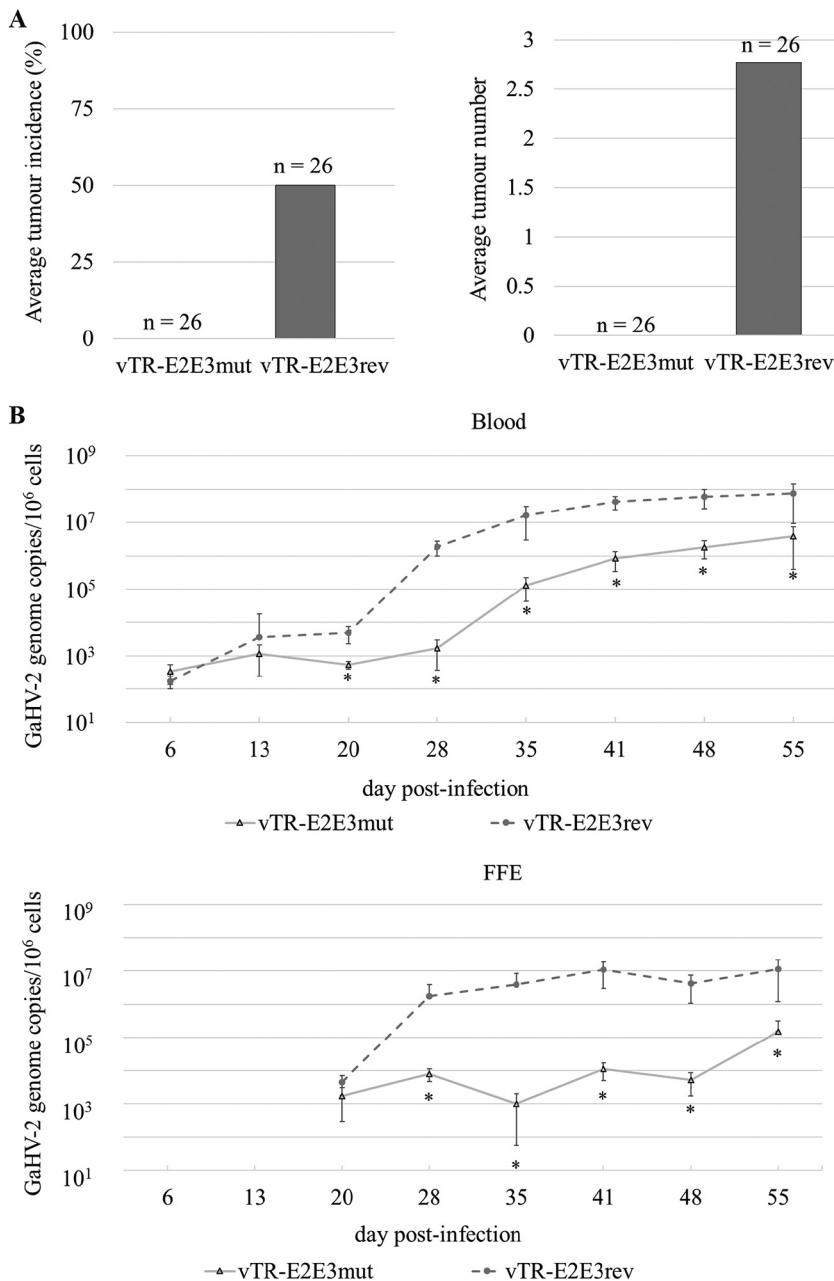 A
Average tumour incidence (%)
100
75
50
25
0
n = 26
n = 26
vTR-E2E3mut vTR-E2E3rev
Average tumour number
3
2.5
2
1.5
1
0.5
0
n = 26
n = 26
vTR-E2E3mut vTR-E2E3rev
B
Blood
GaHV-2 genome copies/10⁶ cells
10⁹
10⁷
10⁵
10³
10¹
* * * * * *
6 13 20 28 35 41 48 55
day post-infection
vTR-E2E3mut vTR-E2E3rev
FFE
GaHV-2 genome copies/10⁶ cells
10⁹
10⁷
10⁵
10³
10¹
* * * * *
6 13 20 28 35 41 48 55
day post-infection
vTR-E2E3mut vTR-E2E3rev